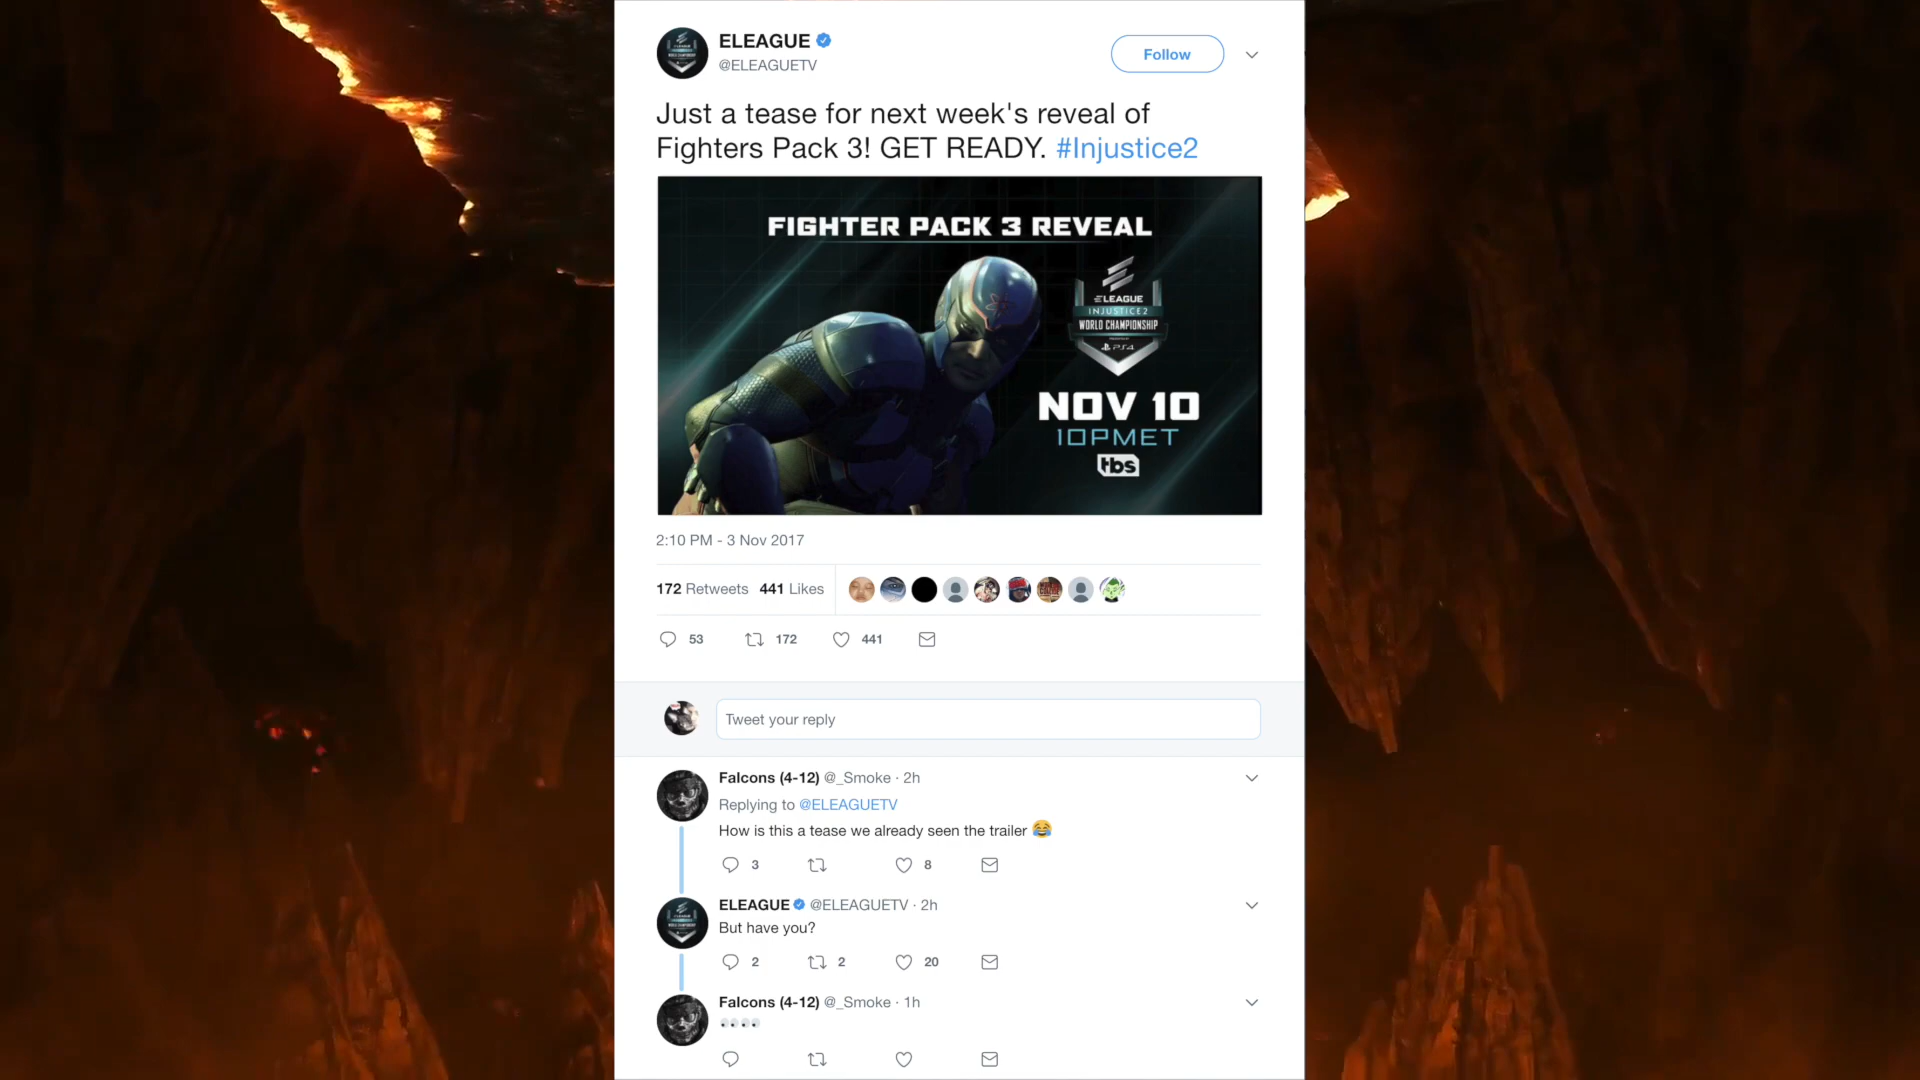 ELEAGUE
@ELEAGUETV
Follow
Just a tease for next week's reveal of
Fighters Pack 3! GET READY. #Injustice2
FIGHTER PACK 3 REVEAL
ELEAGUE
INJUSTICE2
WORLD CHAMPIONSHIP
PS4
NOV 10
10PMET
tbs
2:10 PM - 3 Nov 2017
172 Retweets 441 Likes
53 172 441
Tweet your reply
Falcons (4-12) @_Smoke · 2h
Replying to @ELEAGUETV
How is this a tease we already seen the trailer 😂
3 8
ELEAGUE @ELEAGUETV · 2h
But have you?
2 2 20
Falcons (4-12) @_Smoke · 1h
👀👀